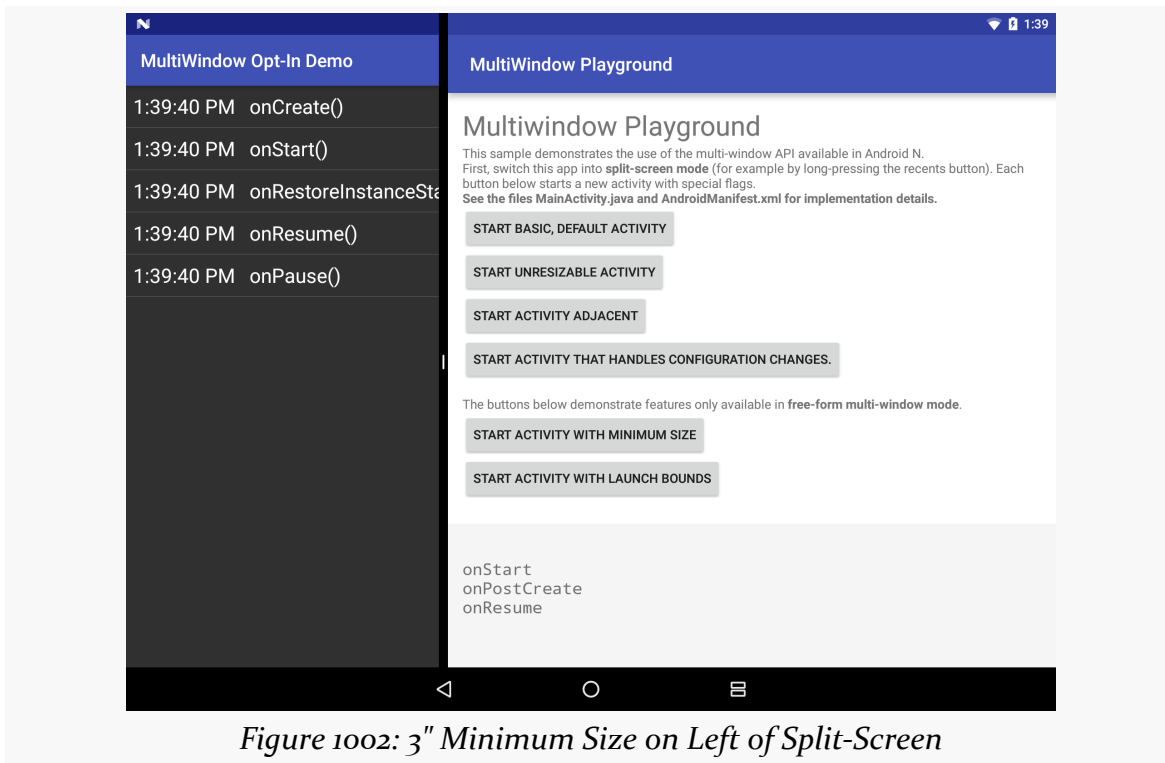 1:39
MultiWindow Opt-In Demo
1:39:40 PM onCreate()
1:39:40 PM onStart()
1:39:40 PM onRestoreInstanceSta
1:39:40 PM onResume()
1:39:40 PM onPause()
MultiWindow Playground
Multiwindow Playground
This sample demonstrates the use of the multi-window API available in Android N.
First, switch this app into split-screen mode (for example by long-pressing the recents button). Each
button below starts a new activity with special flags.
See the files MainActivity.java and AndroidManifest.xml for implementation details.
START BASIC, DEFAULT ACTIVITY
START UNRESIZABLE ACTIVITY
START ACTIVITY ADJACENT
START ACTIVITY THAT HANDLES CONFIGURATION CHANGES.
The buttons below demonstrate features only available in free-form multi-window mode.
START ACTIVITY WITH MINIMUM SIZE
START ACTIVITY WITH LAUNCH BOUNDS
onStart
onPostCreate
onResume
Figure 1002: 3" Minimum Size on Left of Split-Screen